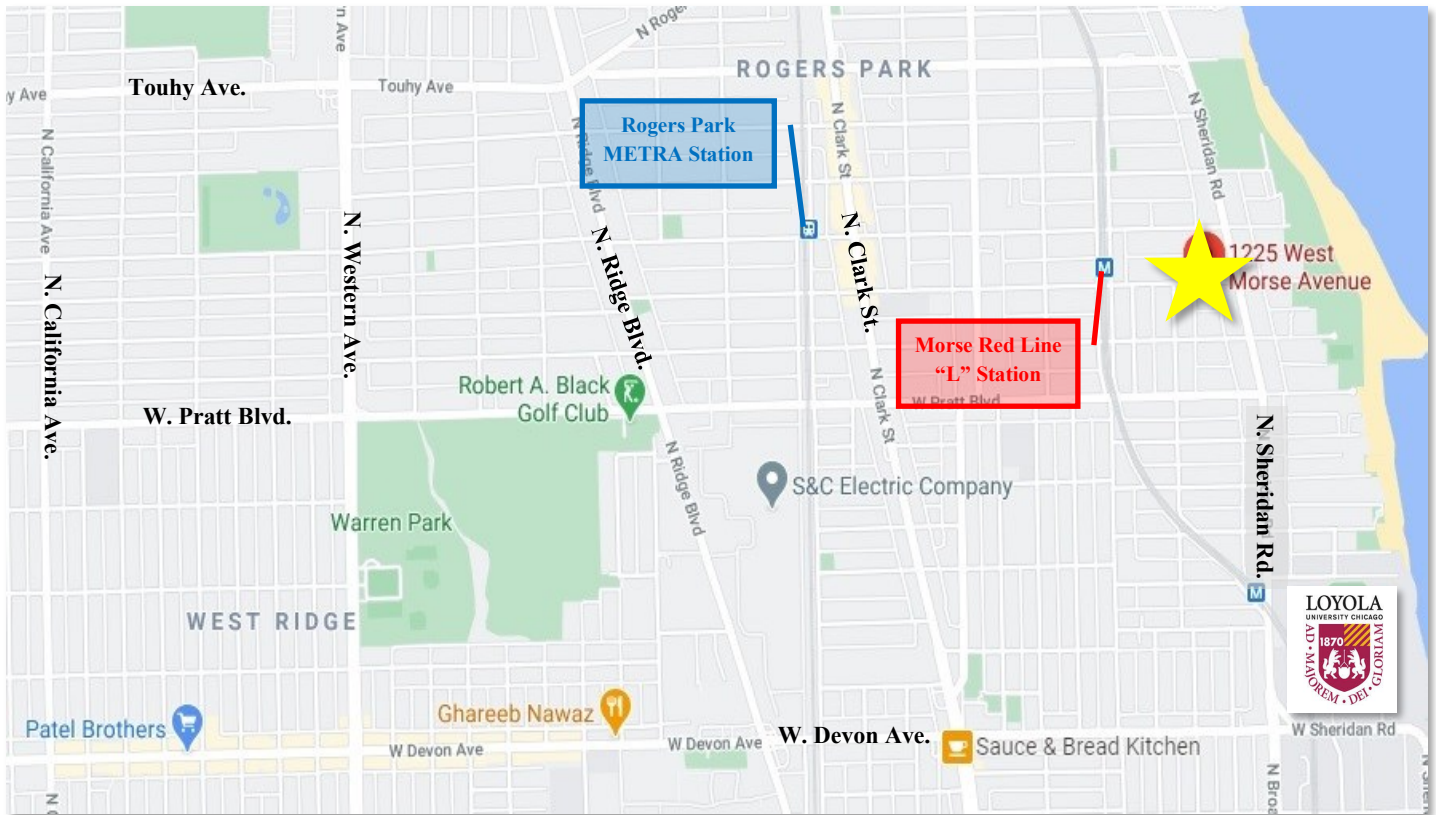 N Rogers
ROGERS PARK
Touhy Ave.
Touhy Ave
y Ave
n Ave
N California Ave
N Ridge Blvd
Rogers Park
METRA Station
N Clark St
N Sheridan Rd
N. California Ave.
N. Western Ave.
N. Ridge Blvd.
N. Clark St.
M
1225 West
Morse Avenue
Morse Red Line
“L” Station
Robert A. Black
Golf Club
W. Pratt Blvd.
W Pratt Blvd
N Clark St
N Ridge Blvd
S&C Electric Company
N. Sheridan Rd.
Warren Park
WEST RIDGE
M
LOYOLA
UNIVERSITY CHICAGO
1870
AD • MAJOREM • DEI • GLORIAM
Patel Brothers
Ghareeb Nawaz
W Devon Ave
W Devon Ave
W. Devon Ave.
Sauce & Bread Kitchen
W Sheridan Rd
N Broa